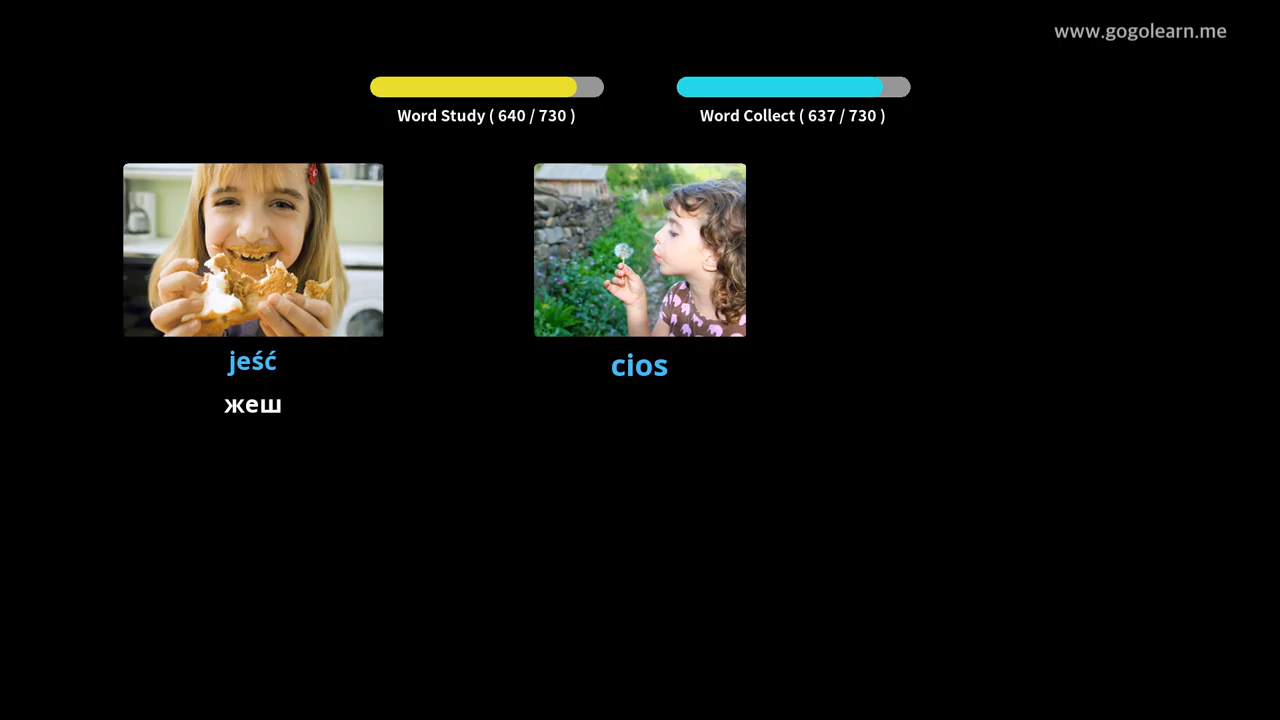 www.gogolearn.me
Word Study ( 640 / 730 )
Word Collect ( 637 / 730 )
jeść
cios
жеш